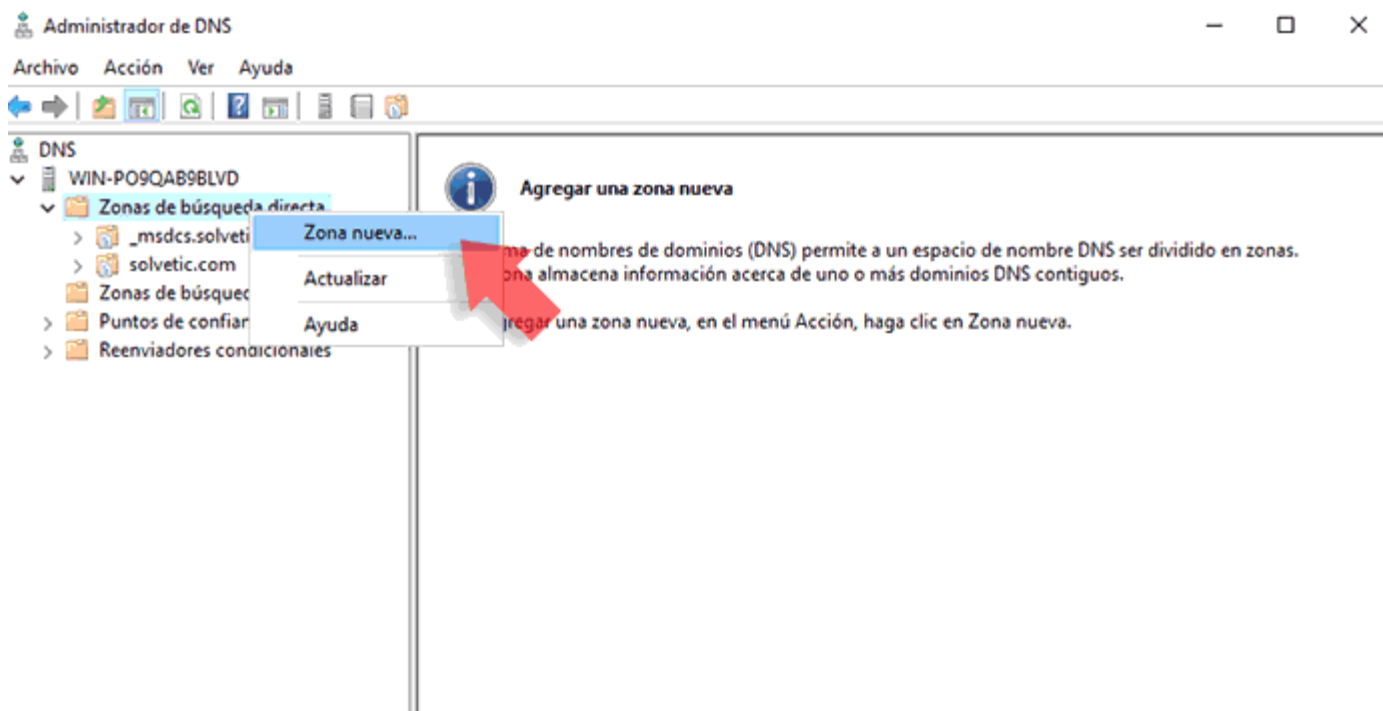 Administrador de DNS
Archivo Acción Ver Ayuda
DNS
WIN-PO9QAB9BLVD
Zonas de búsqueda directa
_msdcs.solveti
solvetic.com
Zonas de búsqued
Puntos de confiar
Reenviadores condicionales
Zona nueva...
Actualizar
Ayuda
Agregar una zona nueva
ma de nombres de dominios (DNS) permite a un espacio de nombre DNS ser dividido en zonas.
ona almacena información acerca de uno o más dominios DNS contiguos.
gregar una zona nueva, en el menú Acción, haga clic en Zona nueva.